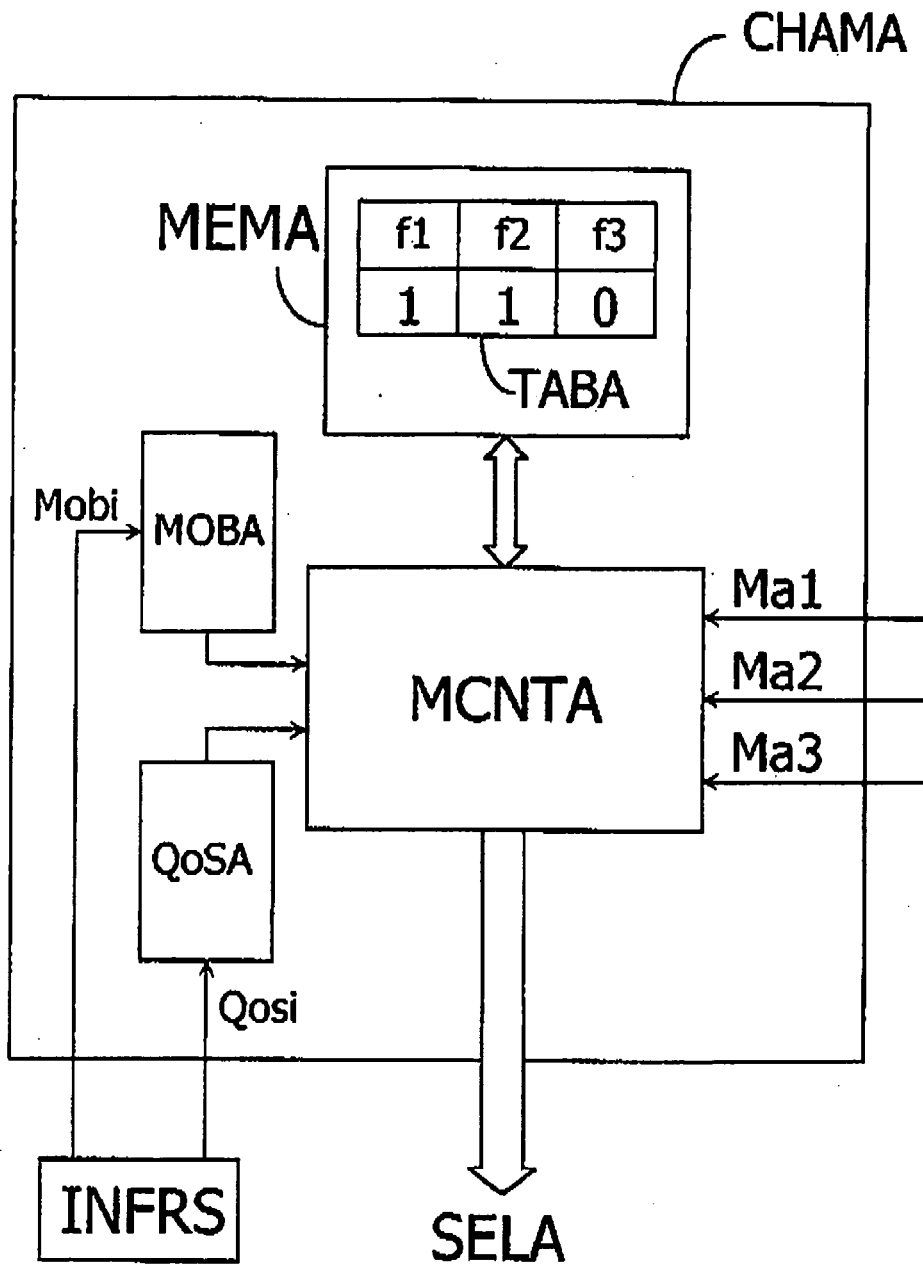 CHAMA
MEMA
f1 f2 f3
1 1 0
TABA
Mobi
MOBA
Ma1
MCNTA
Ma2
Ma3
QoSA
Qosi
INFRS
SELA